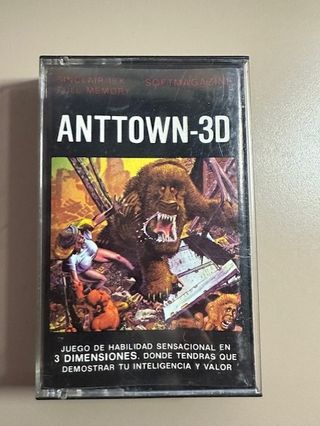 SINCLAIR 16K SOFTMAGAZINE
FULL MEMORY
ANTTOWN-3D
JUEGO DE HABILIDAD SENSACIONAL EN
3 DIMENSIONES. DONDE TENDRAS QUE
DEMOSTRAR TU INTELIGENCIA Y VALOR